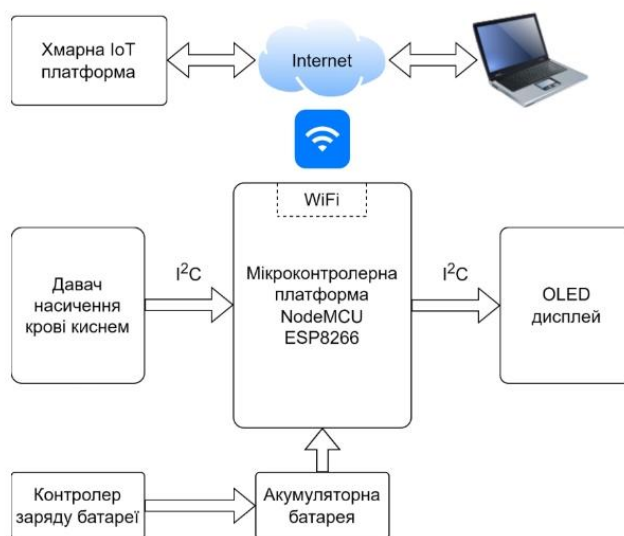 Хмарна IoT
платформа
Internet
WiFi
Давач
насичення
крові киснем
I²C
Мікроконтролерна
платформа
NodeMCU
ESP8266
I²C
OLED
дисплей
Контролер
заряду батареї
Акумуляторна
батарея